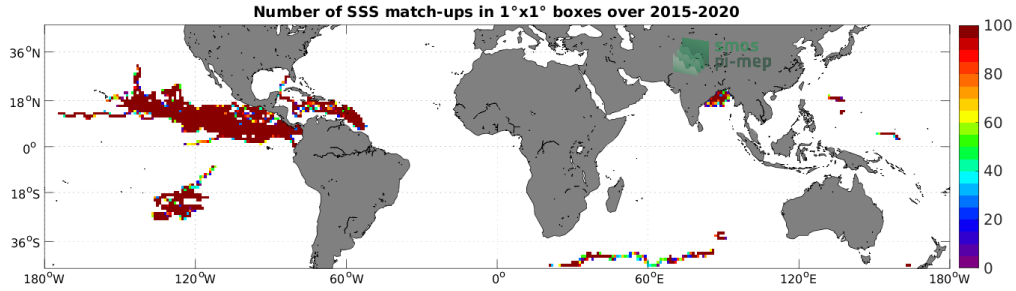 Number of SSS match-ups in 1°x1° boxes over 2015-2020
smos
pi-mep
36°N
18°N
0°
18°S
36°S
180°W
120°W
60°W
0°
60°E
120°E
180°W
100
80
60
40
20
0